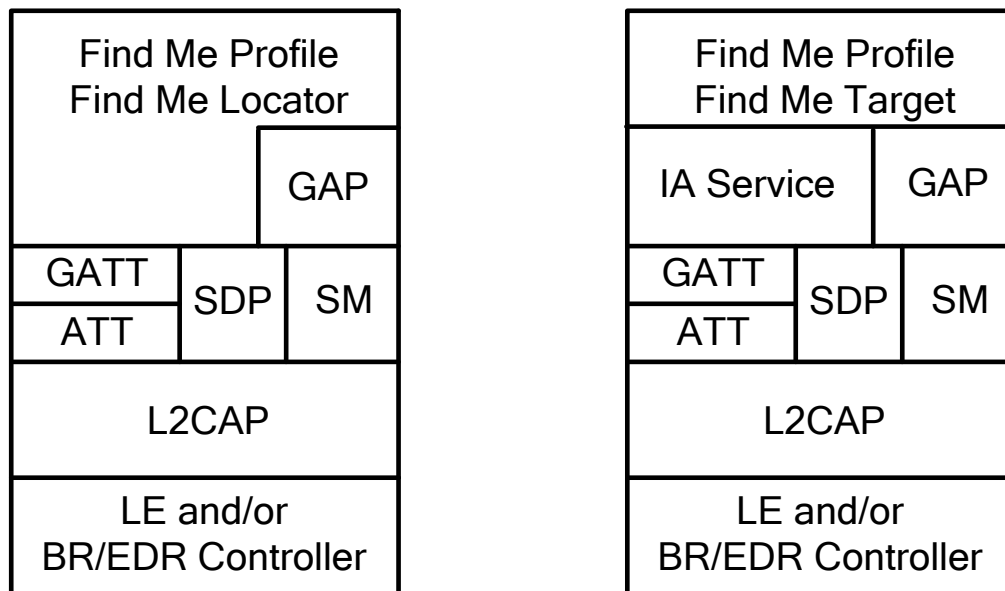 Find Me Profile
Find Me Locator
GAP
GATT
ATT
SDP
SM
L2CAP
LE and/or
BR/EDR Controller
Find Me Profile
Find Me Target
IA Service
GAP
GATT
ATT
SDP
SM
L2CAP
LE and/or
BR/EDR Controller